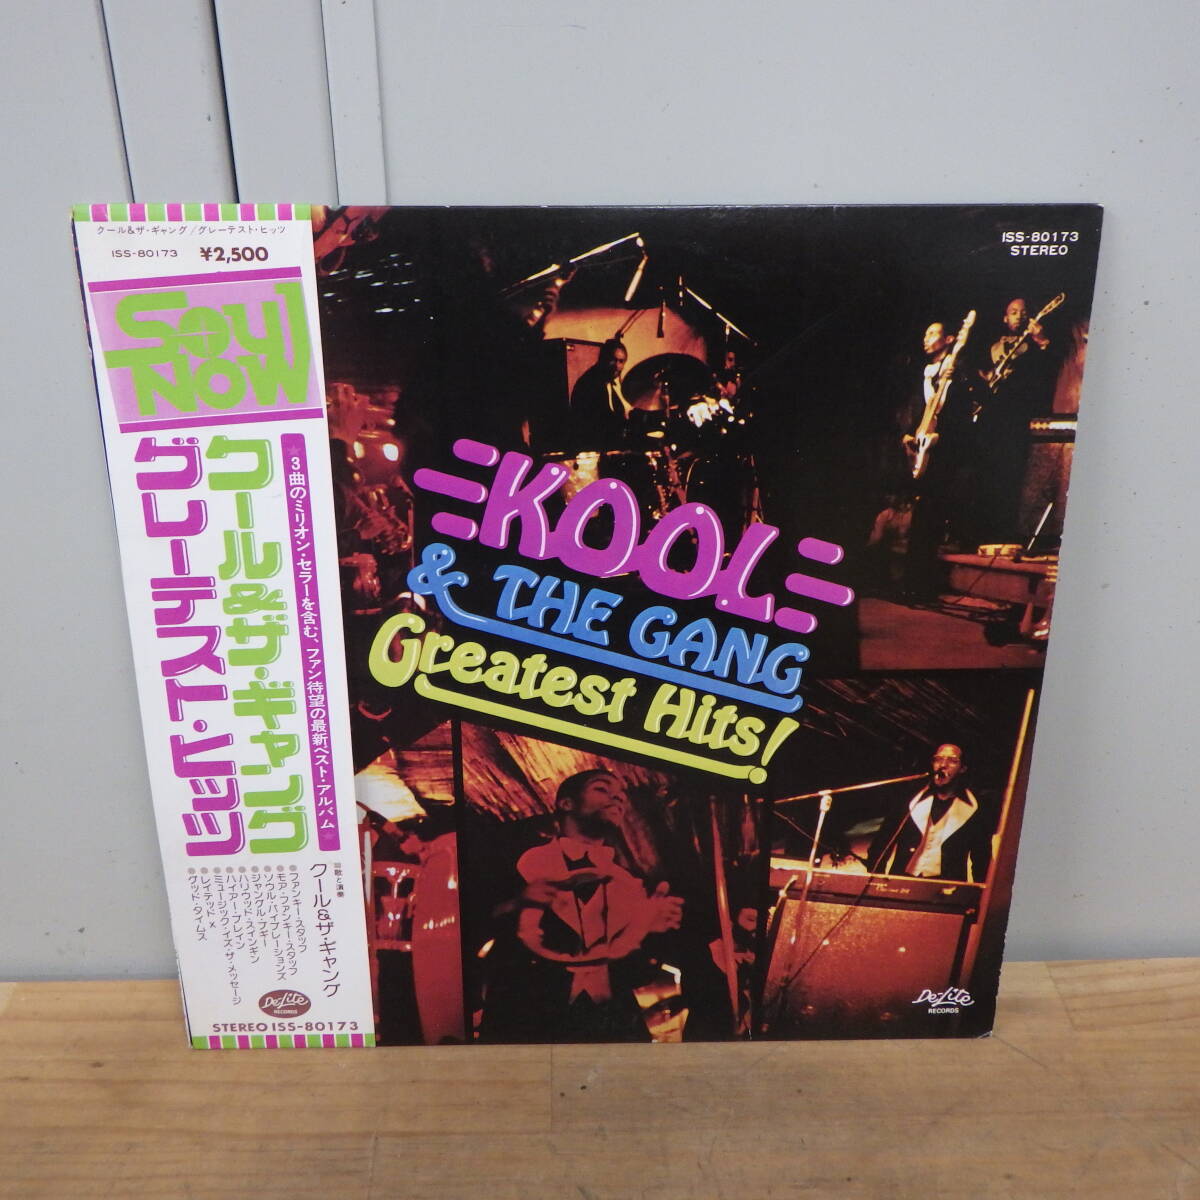 クール&ザ・ギャング/グレーテスト・ヒッツ
ISS-80173 ¥2,500
SOUL NOW
クール&ザ・ギャング
グレーテスト・ヒッツ
★3曲のミリオン・セラーを含む、ファン待望の最新ベスト・アルバム★
■歌と演奏
クール&ザ・ギャング
●ファンキー・スタッフ
●モア・ファンキー・スタッフ
●ソウル・バイブレーションズ
●ジャングル・ブギー
●ハリウッド・スインギン
●ハイアー・プレイン
●ミュージック・イズ・ザ・メッセージ
●レイテッドX
●グッド・タイムス
De-Lite
RECORDS
STEREO ISS-80173
ISS-80173
STEREO
KOOL
& THE GANG
Greatest Hits!
De-Lite
RECORDS